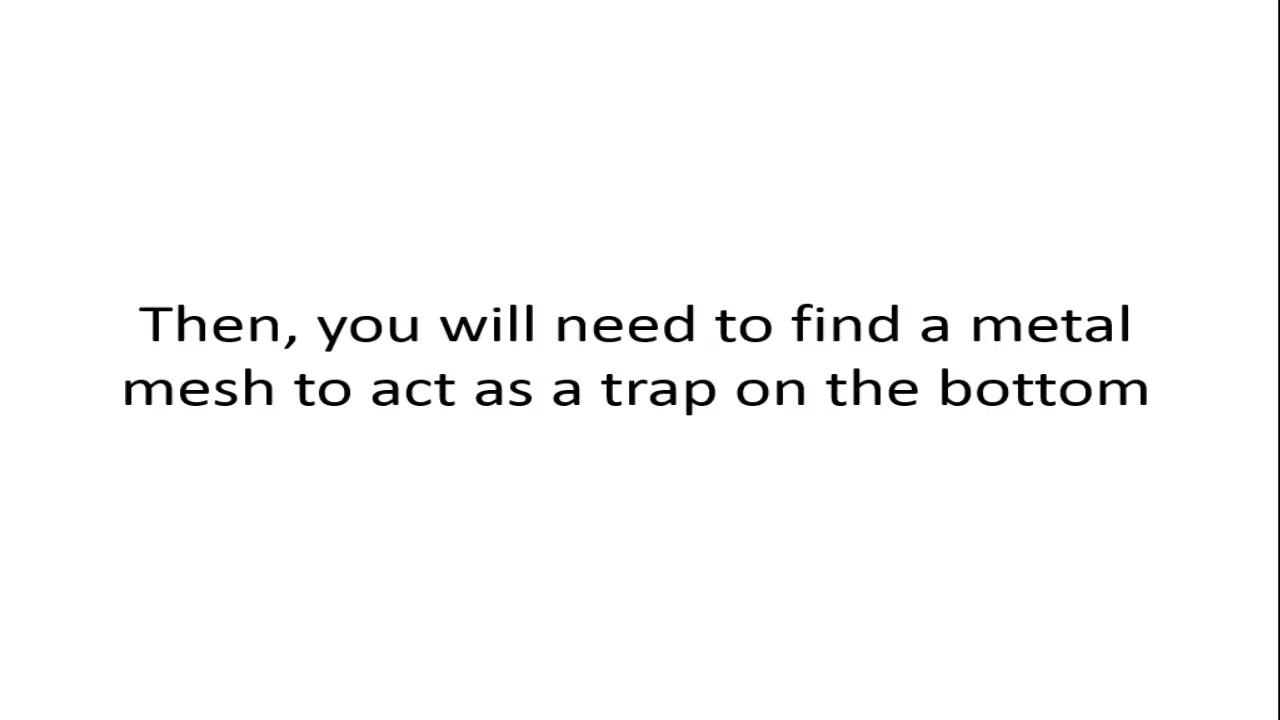 Then, you will need to find a metal
mesh to act as a trap on the bottom